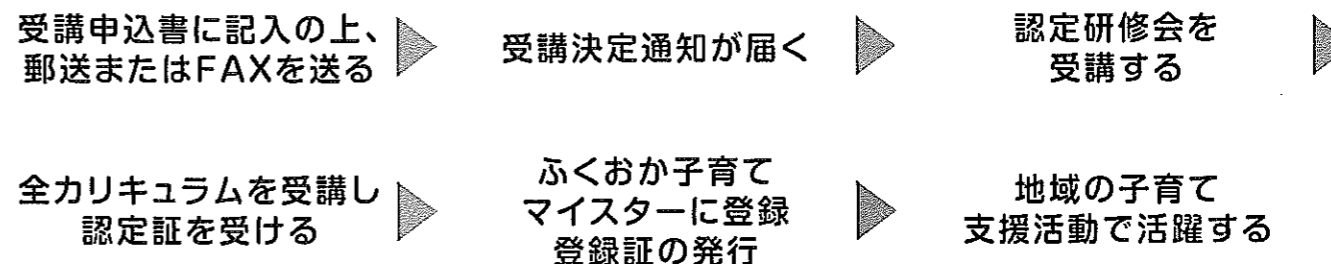 受講申込書に記入の上、
郵送またはFAXを送る
受講決定通知が届く
認定研修会を
受講する
全カリキュラムを受講し
認定証を受ける
ふくおか子育て
マイスターに登録
登録証の発行
地域の子育て
支援活動で活躍する